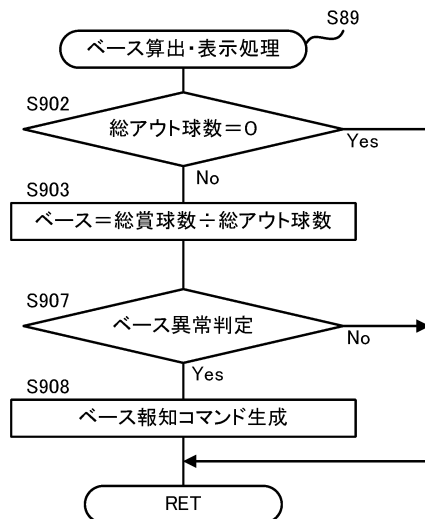 S89
ベース算出・表示処理
S902
総アウト球数＝0
Yes
No
S903
ベース＝総賞球数÷総アウト球数
S907
ベース異常判定
No
Yes
S908
ベース報知コマンド生成
RET